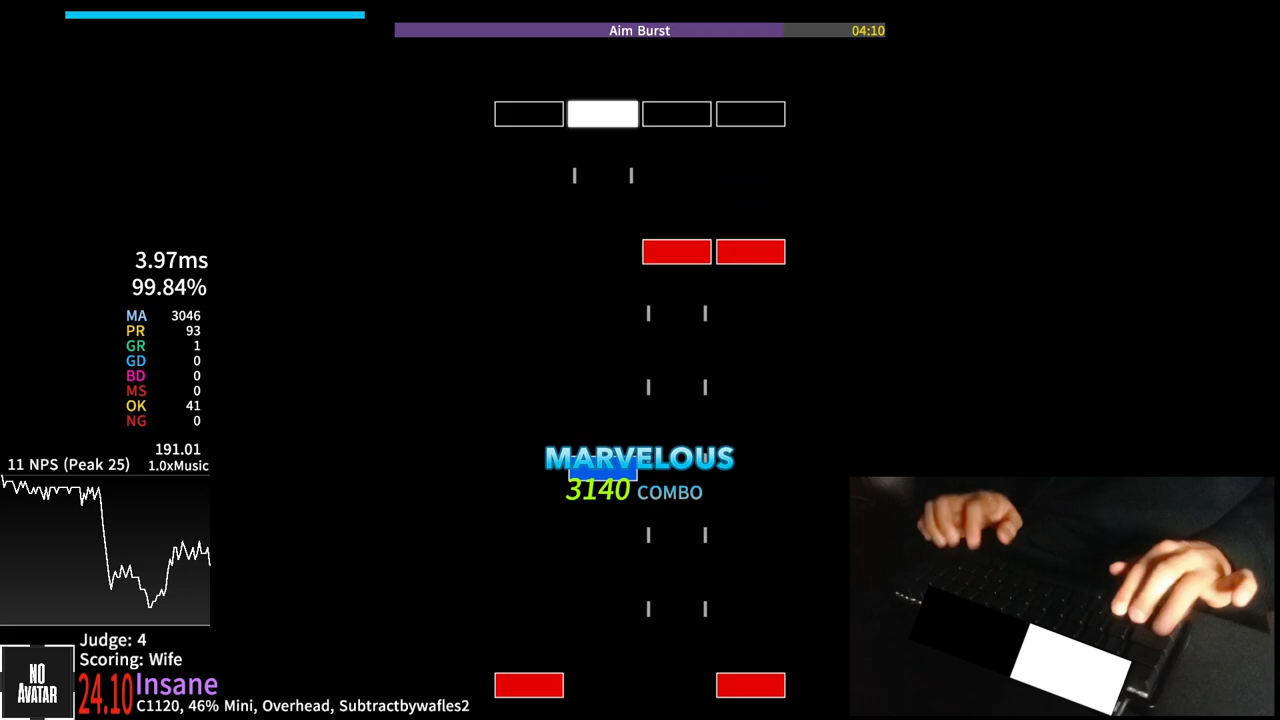 Aim Burst
04:10
3.97ms
99.84%
MA 3046
PR 93
GR 1
GD 0
BD 0
MS 0
OK 41
NG 0
191.01
11 NPS (Peak 25) 1.0xMusic
MARVELOUS
3140 COMBO
Judge: 4
Scoring: Wife
NO
AVATAR
24.10 Insane
C1120, 46% Mini, Overhead, Subtractbywafles2